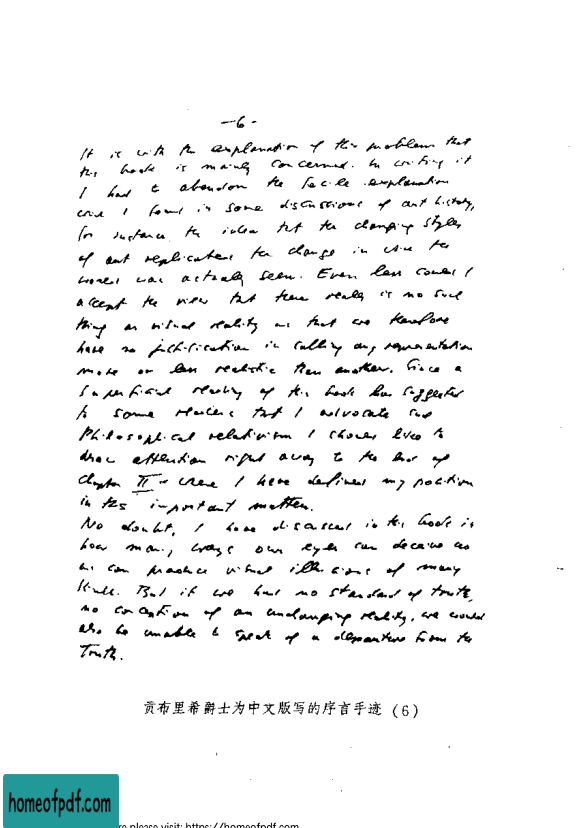 —6-
It is with the explanation of this problem that
this book is mainly concerned. In writing it
I had to abandon the facile explanation
I found in some discussions of art history,
for instance the idea that the changing styles
of art replicated the change in the
world was actually seen. Even less could I
accept the view that there really is no such
thing as visual reality and that we therefore
have no justification in calling any representation
more or less realistic than another. Since a
superficial reading of this book has suggested
to some readers that I advocate such
philosophical relativism I should like to
draw attention right away to the end of
Chapter II where I have defined my position
in this important matter.
No doubt, I have discussed in this book in
how many ways our eyes can deceive us
we can produce visual illusions of many
kinds. But if we had no standard of truth,
no conception of an unchanging reality, we would
also be unable to speak of a departure from the
Truth.
贡布里希爵士为中文版写的序言手迹 (6)
homeofpdf.com
re please visit: https://homeofpdf.com